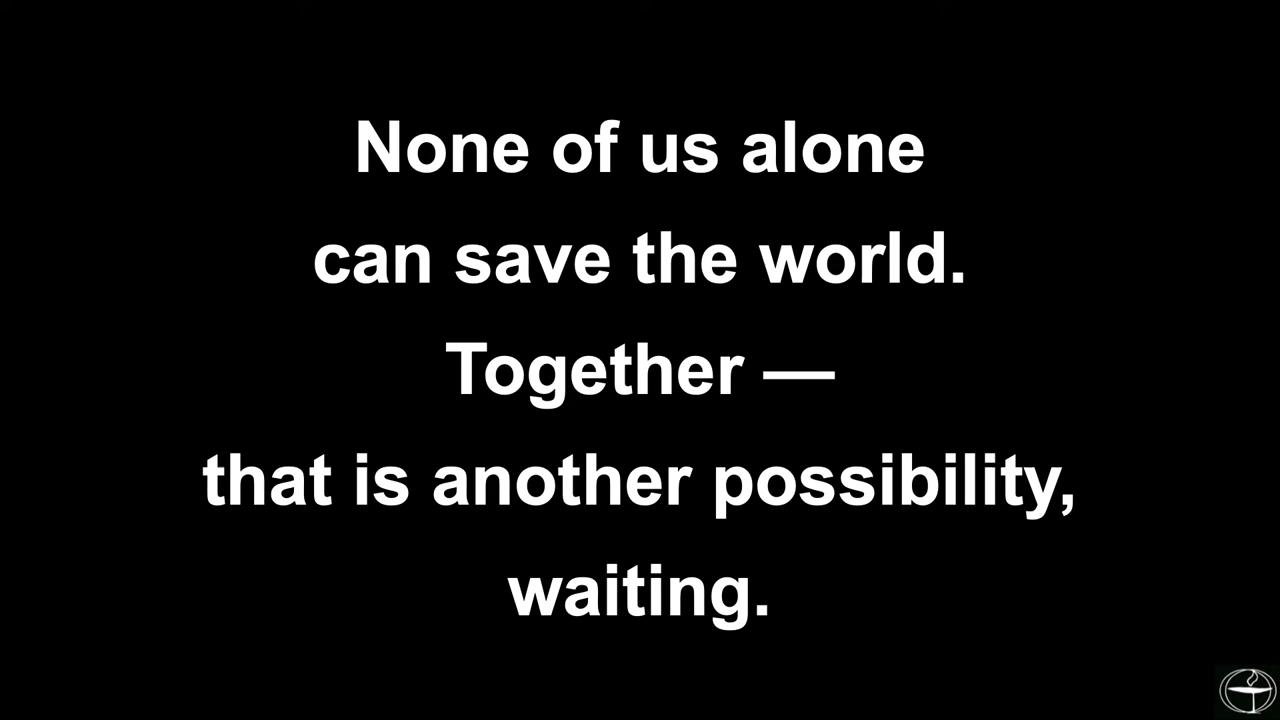 None of us alone
can save the world.
Together —
that is another possibility,
waiting.